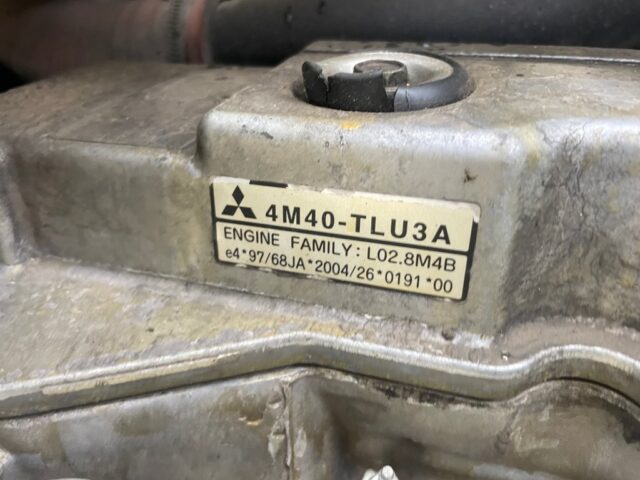 4M40-TLU3A
ENGINE FAMILY: L02.8M4B
e4*97/68JA*2004/26*0191*00